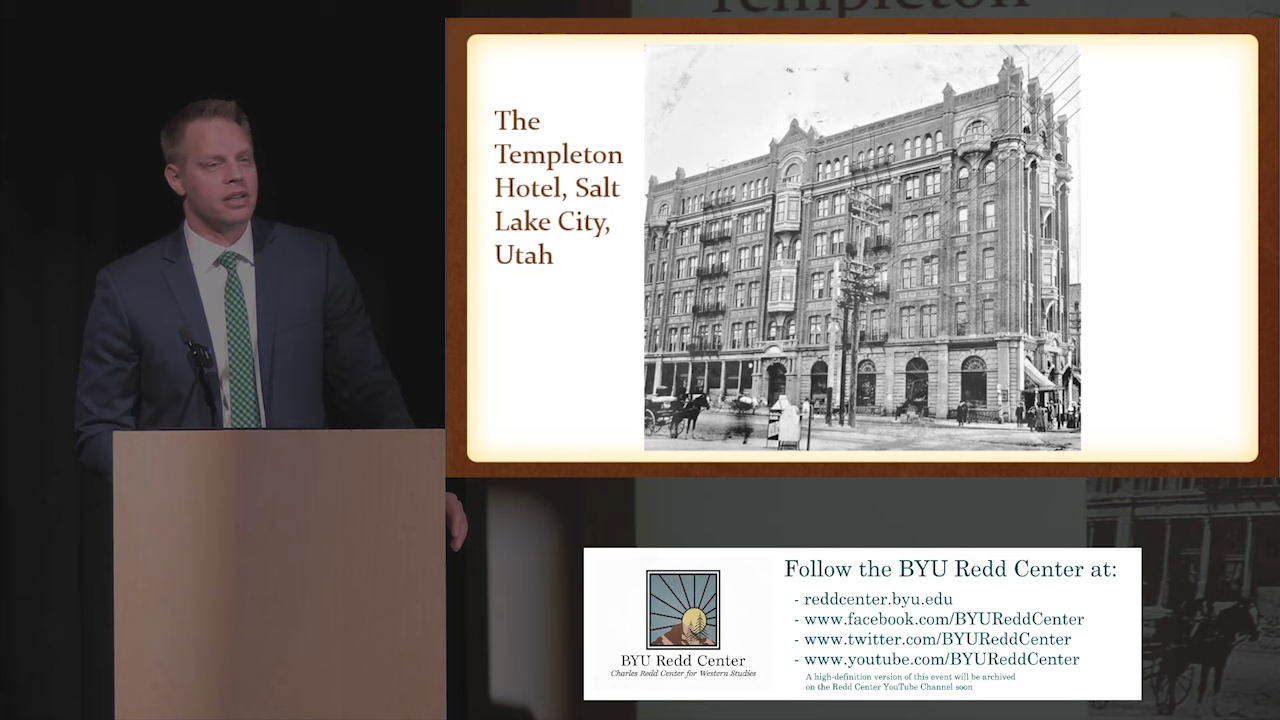 Templeton
The
Templeton
Hotel, Salt
Lake City,
Utah
BYU Redd Center
Charles Redd Center for Western Studies
Follow the BYU Redd Center at:
- reddcenter.byu.edu
- www.facebook.com/BYUReddCenter
- www.twitter.com/BYUReddCenter
- www.youtube.com/BYUReddCenter
A high-definition version of this event will be archived
on the Redd Center YouTube Channel soon